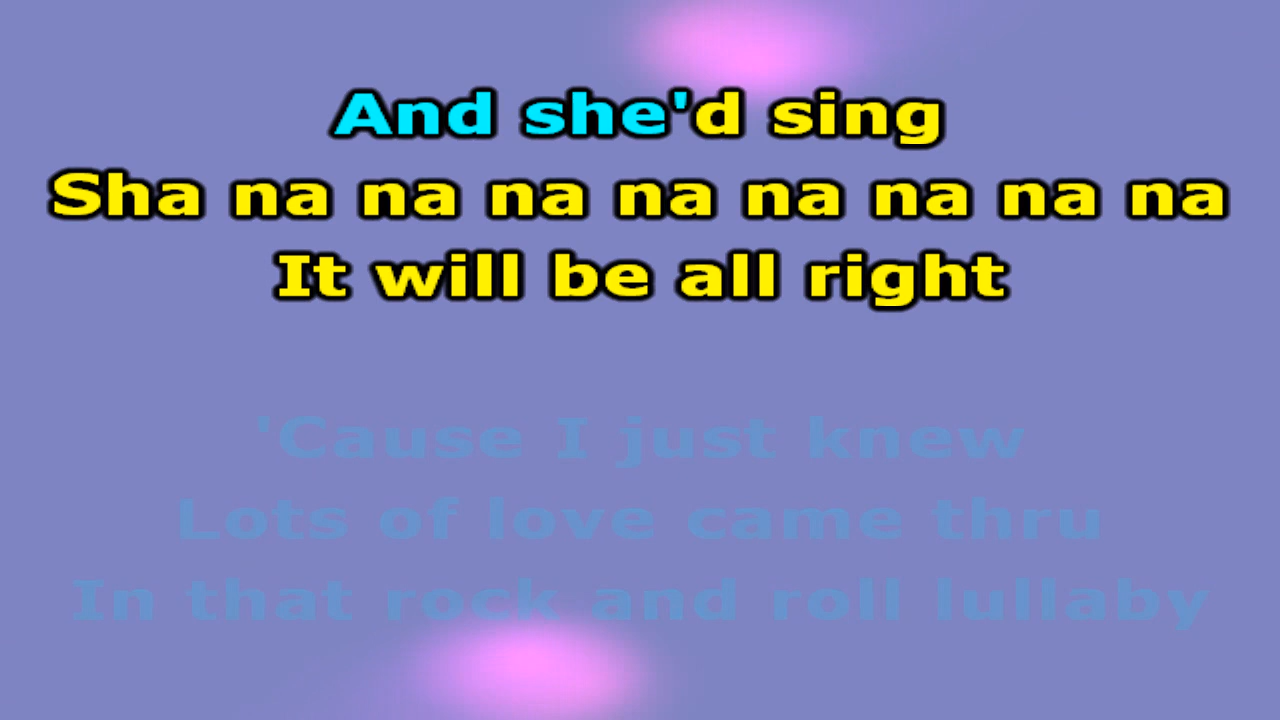 And she'd sing
Sha na na na na na na na na
It will be all right
'Cause I just knew
Lots of love came thru
In that rock and roll lullaby